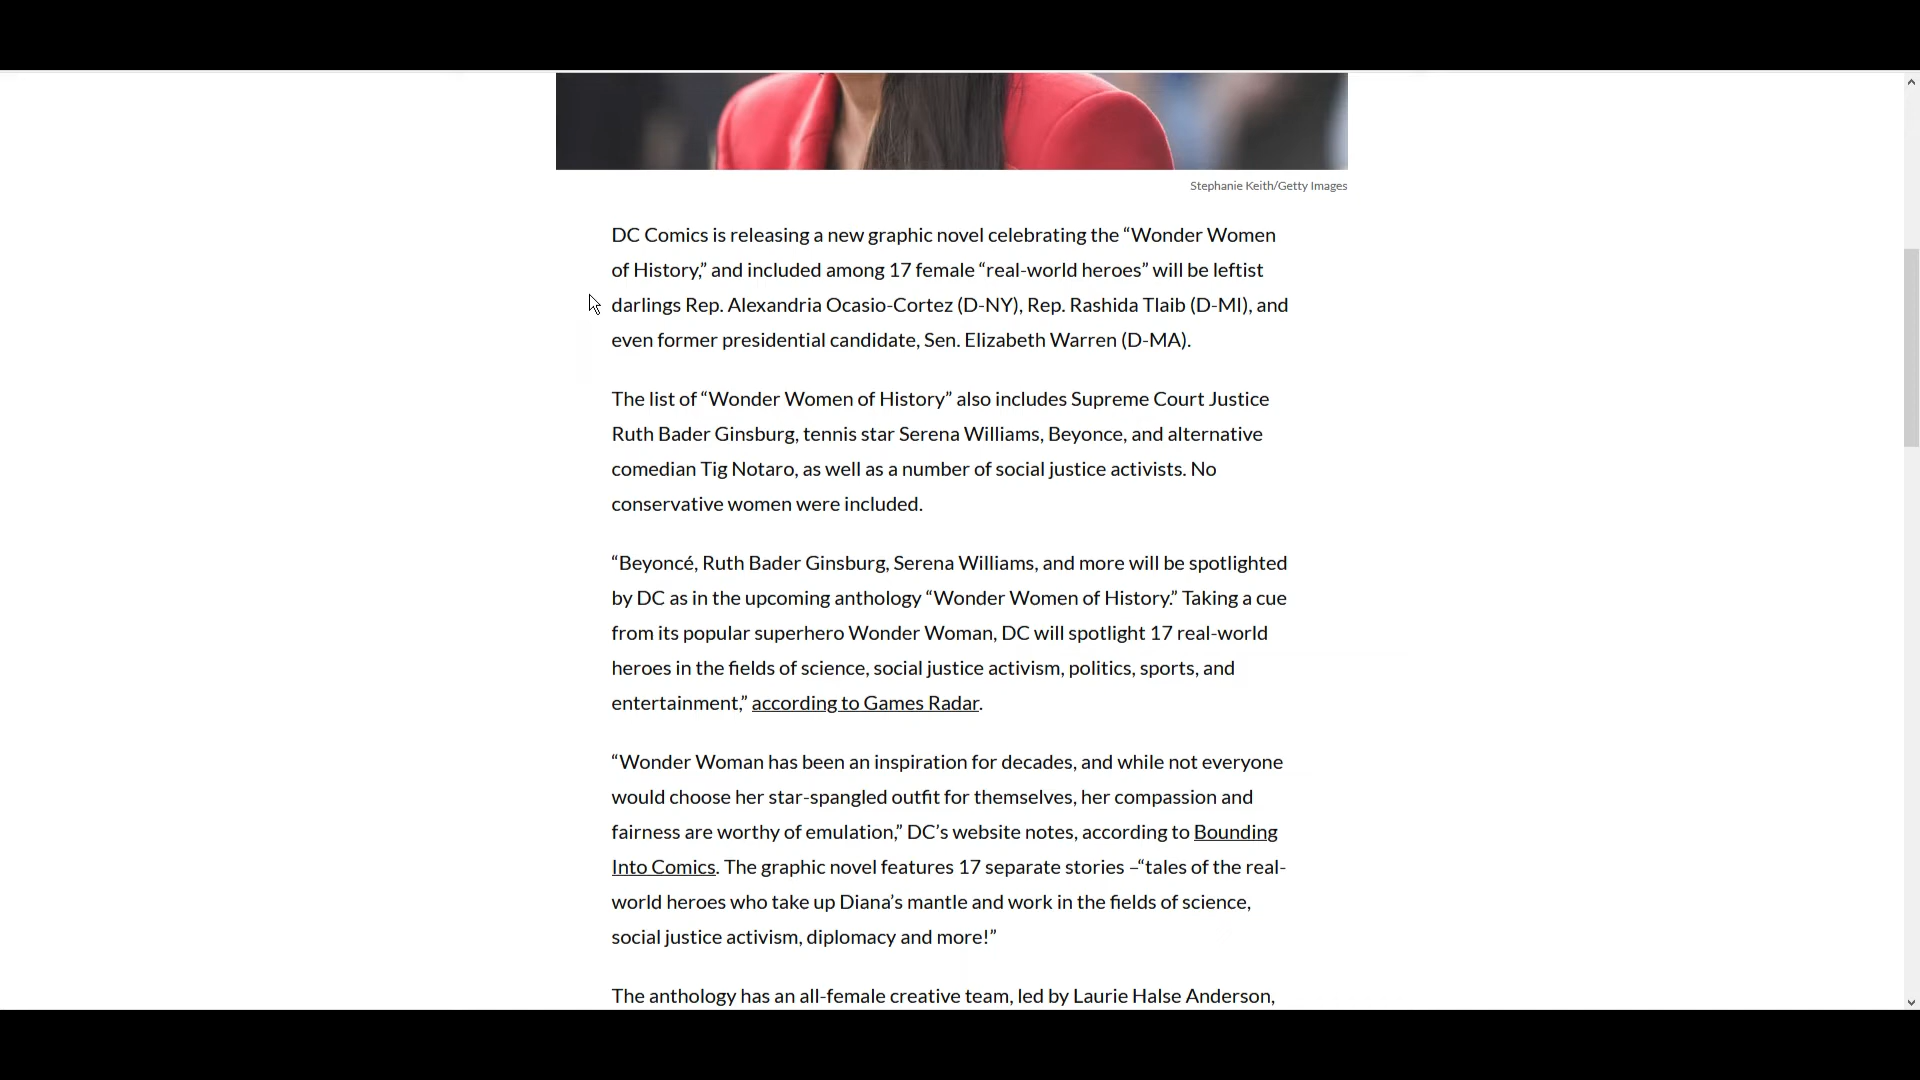 Stephanie Keith/Getty Images
DC Comics is releasing a new graphic novel celebrating the “Wonder Women
of History,” and included among 17 female “real-world heroes” will be leftist
darlings Rep. Alexandria Ocasio-Cortez (D-NY), Rep. Rashida Tlaib (D-MI), and
even former presidential candidate, Sen. Elizabeth Warren (D-MA).
The list of “Wonder Women of History” also includes Supreme Court Justice
Ruth Bader Ginsburg, tennis star Serena Williams, Beyonce, and alternative
comedian Tig Notaro, as well as a number of social justice activists. No
conservative women were included.
“Beyoncé, Ruth Bader Ginsburg, Serena Williams, and more will be spotlighted
by DC as in the upcoming anthology “Wonder Women of History.” Taking a cue
from its popular superhero Wonder Woman, DC will spotlight 17 real-world
heroes in the fields of science, social justice activism, politics, sports, and
entertainment,” according to Games Radar.
“Wonder Woman has been an inspiration for decades, and while not everyone
would choose her star-spangled outfit for themselves, her compassion and
fairness are worthy of emulation,” DC’s website notes, according to Bounding
Into Comics. The graphic novel features 17 separate stories –“tales of the real-
world heroes who take up Diana’s mantle and work in the fields of science,
social justice activism, diplomacy and more!”
The anthology has an all-female creative team, led by Laurie Halse Anderson,